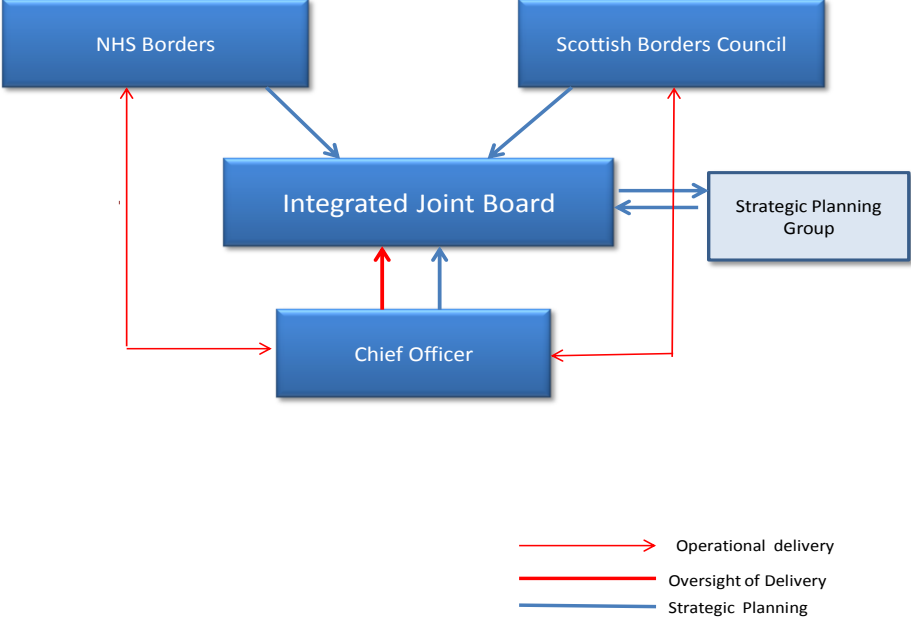 NHS Borders
Scottish Borders Council
Integrated Joint Board
Strategic Planning
Group
Chief Officer
Operational delivery
Oversight of Delivery
Strategic Planning